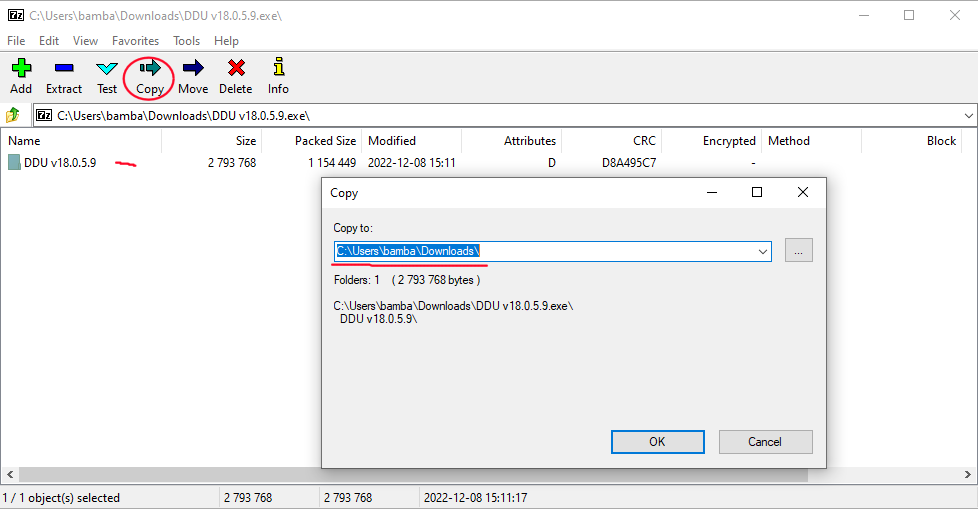 7z C:\Users\bamba\Downloads\DDU v18.0.5.9.exe\
File Edit View Favorites Tools Help
Add Extract Test Copy Move Delete Info
7z C:\Users\bamba\Downloads\DDU v18.0.5.9.exe\
Name Size Packed Size Modified Attributes CRC Encrypted Method Block
DDU v18.0.5.9 2 793 768 1 154 449 2022-12-08 15:11 D D8A495C7 -
Copy
Copy to:
C:\Users\bamba\Downloads\
...
Folders: 1 ( 2 793 768 bytes )
C:\Users\bamba\Downloads\DDU v18.0.5.9.exe\
DDU v18.0.5.9\
OK Cancel
1 / 1 object(s) selected 2 793 768 2 793 768 2022-12-08 15:11:17